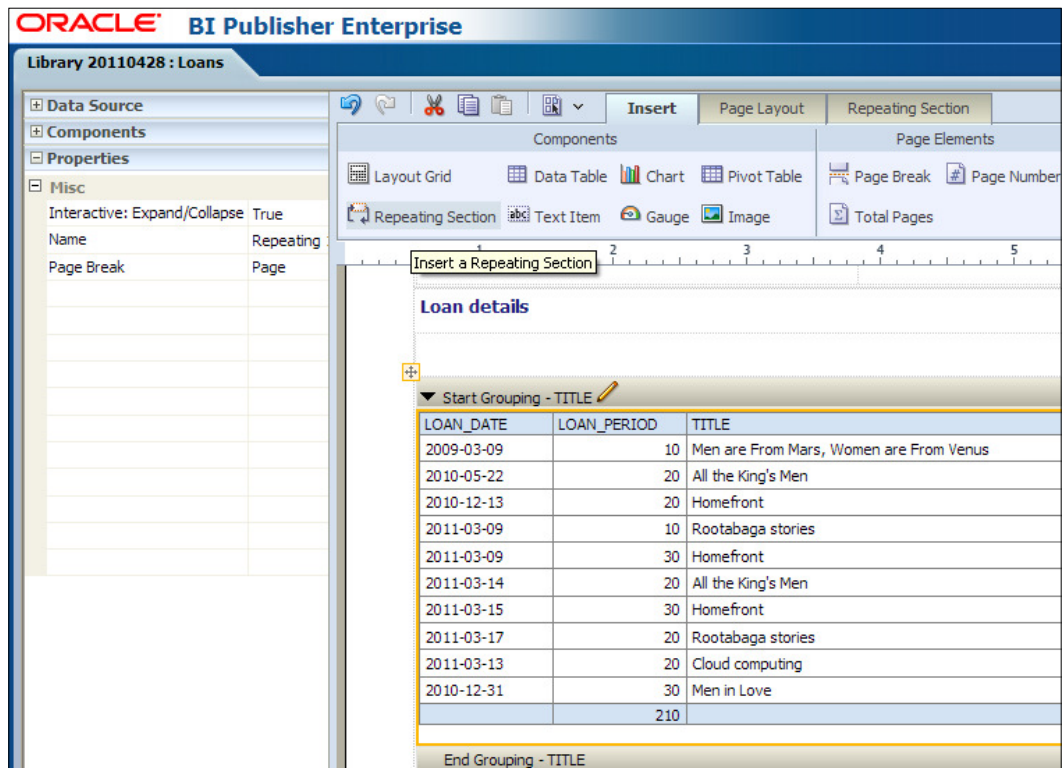 ORACLE BI Publisher Enterprise
Library 20110428 : Loans
Data Source
Components
Properties
Misc
Interactive: Expand/Collapse True
Name Repeating
Page Break Page
Insert Page Layout Repeating Section
Components Page Elements
Layout Grid Data Table Chart Pivot Table Page Break Page Number
Repeating Section Text Item Gauge Image Total Pages
1 2 3 4 5
Insert a Repeating Section
Loan details
Start Grouping - TITLE
LOAN_DATE LOAN_PERIOD TITLE
2009-03-09 10 Men are From Mars, Women are From Venus
2010-05-22 20 All the King's Men
2010-12-13 20 Homefront
2011-03-09 10 Rootabaga stories
2011-03-09 30 Homefront
2011-03-14 20 All the King's Men
2011-03-15 30 Homefront
2011-03-17 20 Rootabaga stories
2011-03-13 20 Cloud computing
2010-12-31 30 Men in Love
210
End Grouping - TITLE